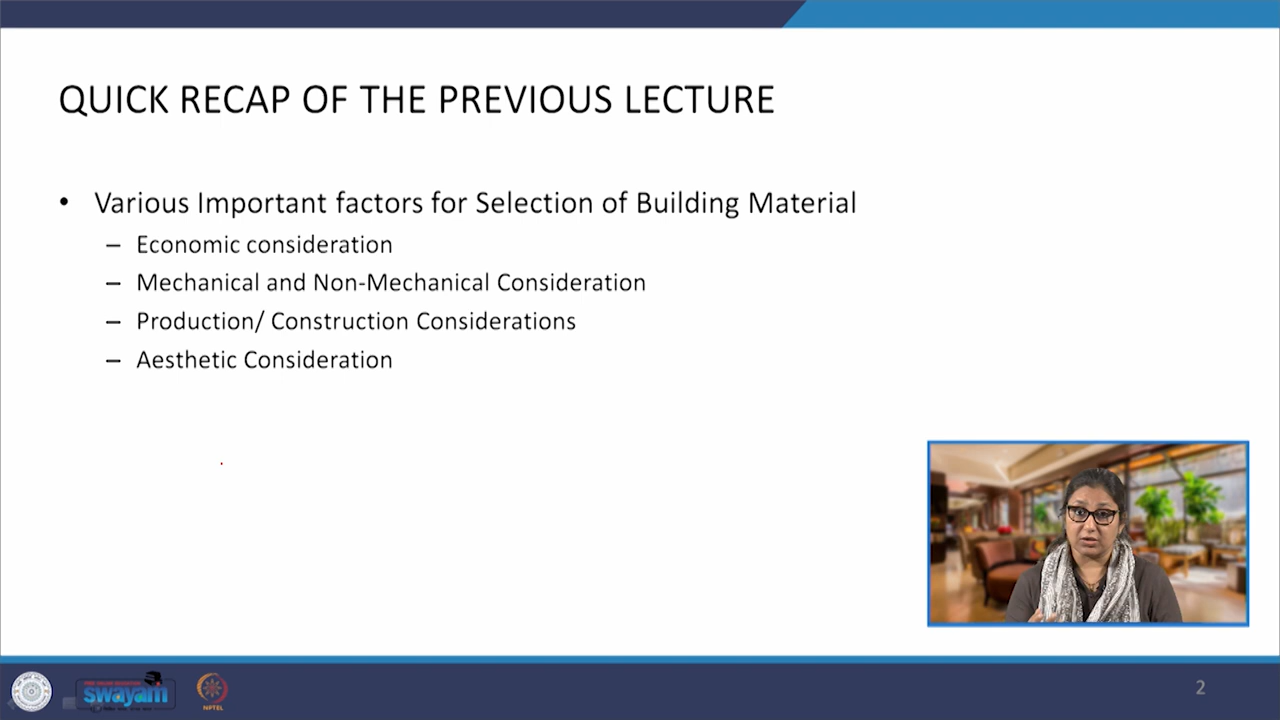 QUICK RECAP OF THE PREVIOUS LECTURE
• Various Important factors for Selection of Building Material
– Economic consideration
– Mechanical and Non-Mechanical Consideration
– Production/ Construction Considerations
– Aesthetic Consideration
swayam
NPTEL
2